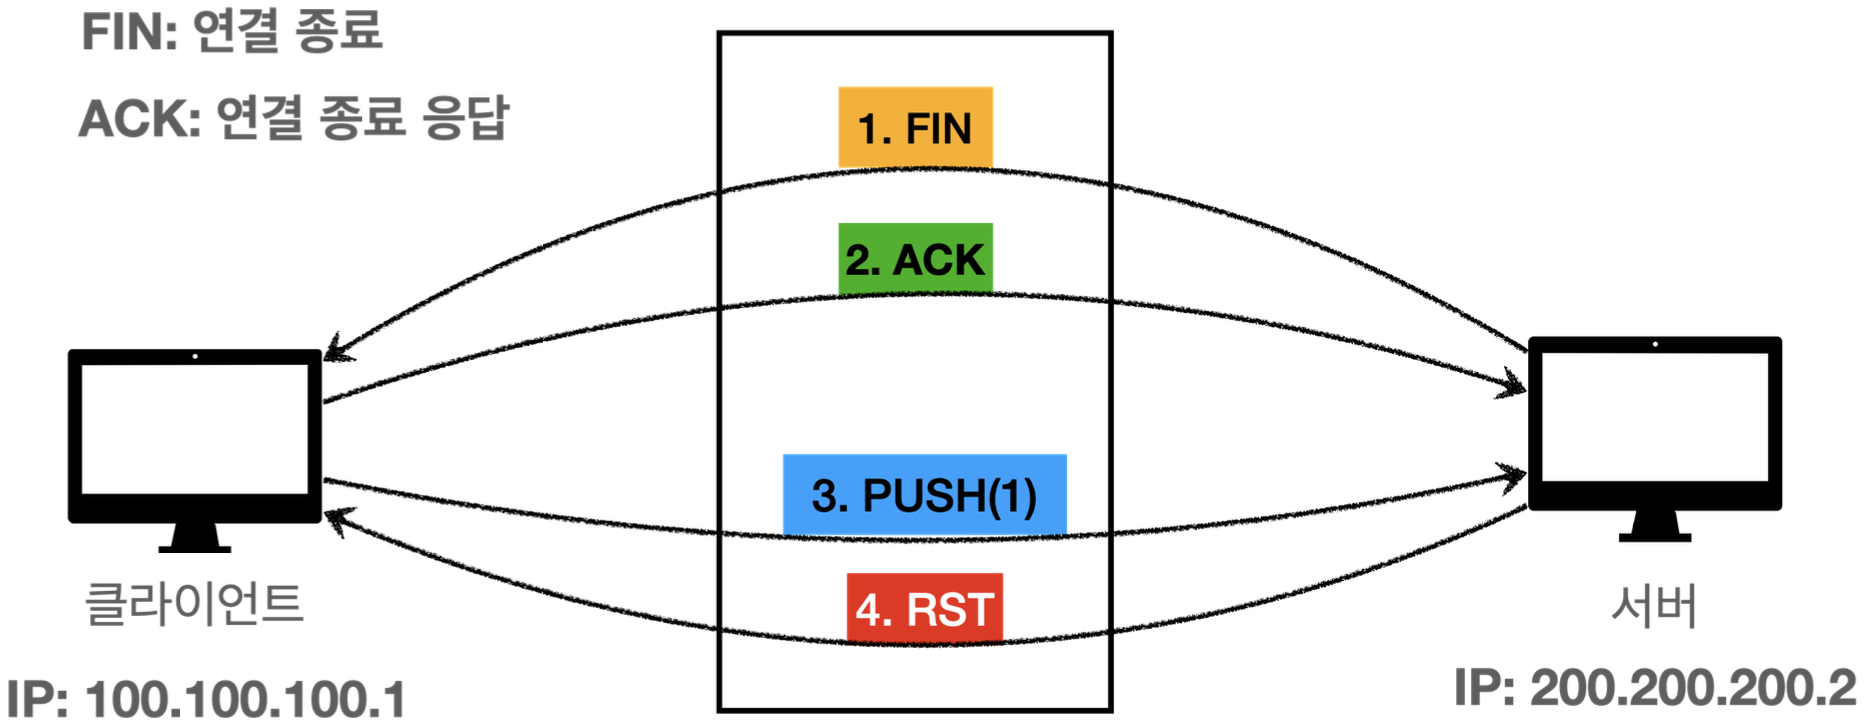 FIN: 연결 종료
ACK: 연결 종료 응답
1. FIN
2. ACK
3. PUSH(1)
4. RST
클라이언트
서버
IP: 100.100.100.1
IP: 200.200.200.2